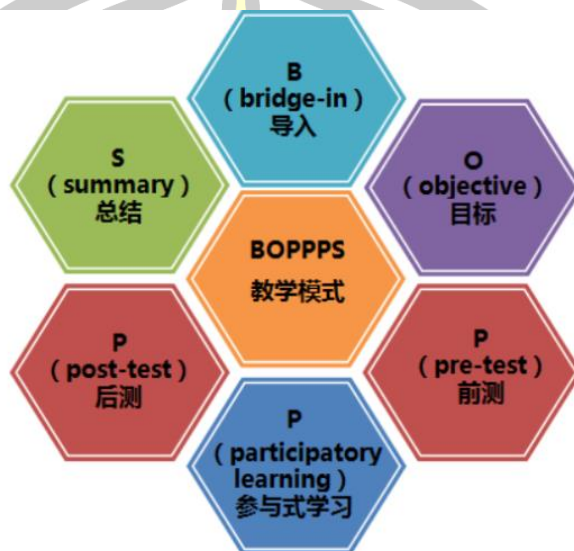 B
（bridge-in）
导入
O
（objective）
目标
P
（pre-test）
前测
P
（participatory
learning）
参与式学习
P
（post-test）
后测
S
（summary）
总结
BOPPPS
教学模式